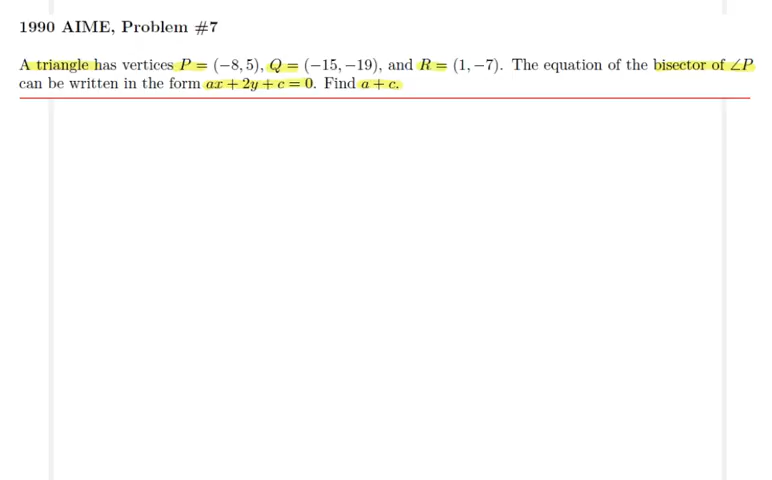 1990 AIME, Problem #7
A triangle has vertices P = (−8, 5), Q = (−15, −19), and R = (1, −7). The equation of the bisector of ∠P
can be written in the form ax + 2y + c = 0. Find a + c.